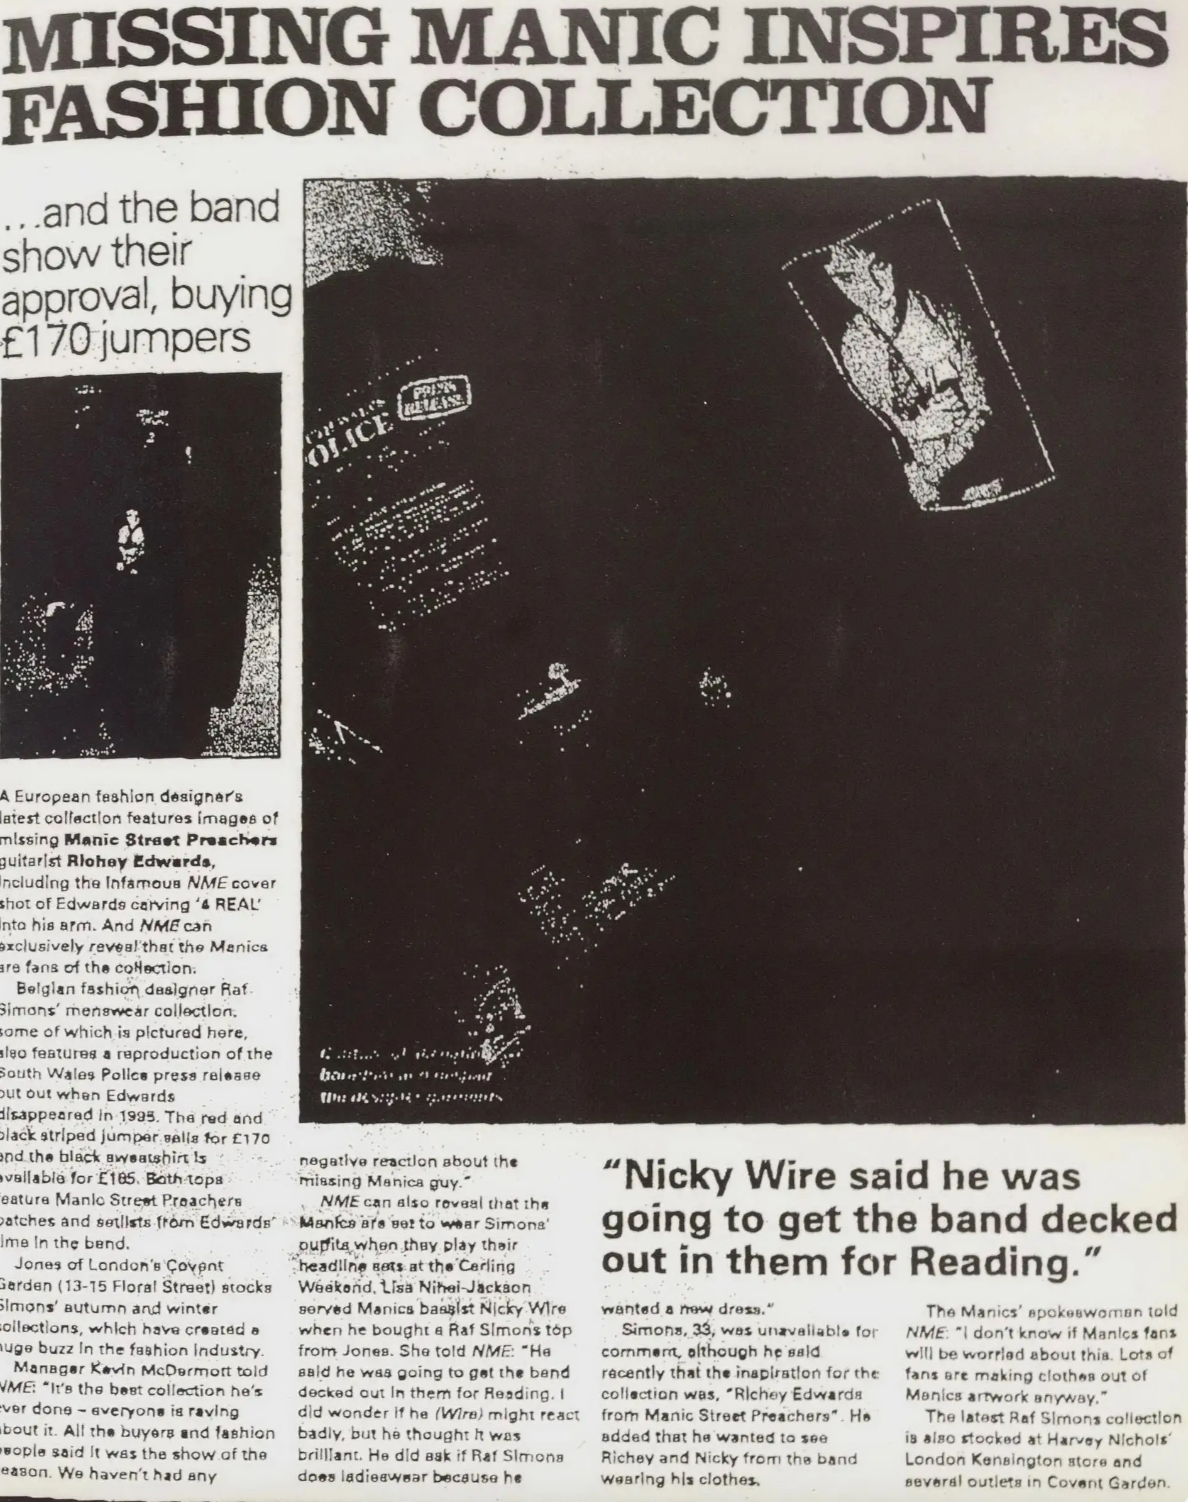 MISSING MANIC INSPIRES
FASHION COLLECTION
...and the band
show their
approval, buying
£170 jumpers
PRESS
RELEASE
OLICE
A European fashion designer's
latest collection features images of
missing Manic Street Preachers
guitarist Richey Edwards,
including the infamous NME cover
shot of Edwards carving '4 REAL'
into his arm. And NME can
exclusively reveal that the Manics
are fans of the collection.
Belgian fashion designer Raf
Simons' menswear collection,
some of which is pictured here,
also features a reproduction of the
South Wales Police press release
put out when Edwards
disappeared in 1995. The red and
black striped jumper sells for £170
and the black sweatshirt is
available for £165. Both tops
feature Manic Street Preachers
patches and setlists from Edwards'
time in the band.
Jones of London's Covent
Garden (13-15 Floral Street) stocks
Simons' autumn and winter
collections, which have created a
huge buzz in the fashion industry.
Manager Kevin McDermott told
NME: "It's the best collection he's
ever done – everyone is raving
about it. All the buyers and fashion
people said it was the show of the
season. We haven't had any
the designer garments
negative reaction about the
missing Manics guy."
NME can also reveal that the
Manics are set to wear Simons'
outfits when they play their
headline sets at the Carling
Weekend. Lisa Nihei-Jackson
served Manics bassist Nicky Wire
when he bought a Raf Simons top
from Jones. She told NME: "He
said he was going to get the band
decked out in them for Reading. I
did wonder if he (Wire) might react
badly, but he thought it was
brilliant. He did ask if Raf Simons
does ladieswear because he
"Nicky Wire said he was
going to get the band decked
out in them for Reading."
wanted a new dress."
Simons, 33, was unavailable for
comment, although he said
recently that the inspiration for the
collection was, "Richey Edwards
from Manic Street Preachers". He
added that he wanted to see
Richey and Nicky from the band
wearing his clothes.
The Manics' spokeswoman told
NME: "I don't know if Manics fans
will be worried about this. Lots of
fans are making clothes out of
Manics artwork anyway."
The latest Raf Simons collection
is also stocked at Harvey Nichols'
London Kensington store and
several outlets in Covent Garden.